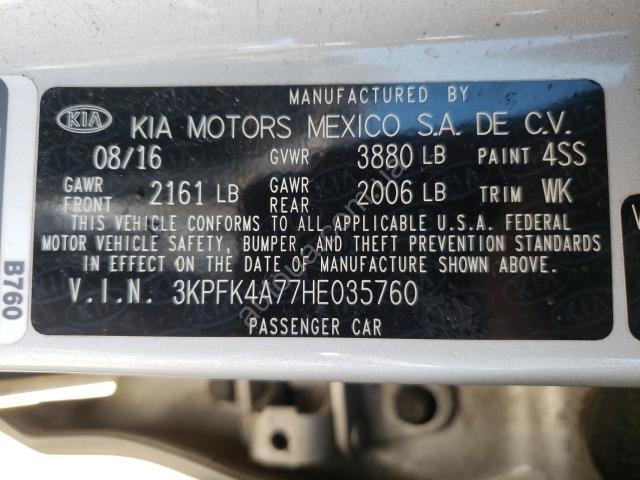 MANUFACTURED BY
KIA KIA MOTORS MEXICO S.A. DE C.V.
08/16 GVWR 3880 LB PAINT 4SS
GAWR FRONT 2161 LB GAWR REAR 2006 LB TRIM WK
THIS VEHICLE CONFORMS TO ALL APPLICABLE U.S.A. FEDERAL
MOTOR VEHICLE SAFETY, BUMPER, AND THEFT PREVENTION STANDARDS
IN EFFECT ON THE DATE OF MANUFACTURE SHOWN ABOVE.
V.I.N. 3KPFK4A77HE035760
PASSENGER CAR
B760